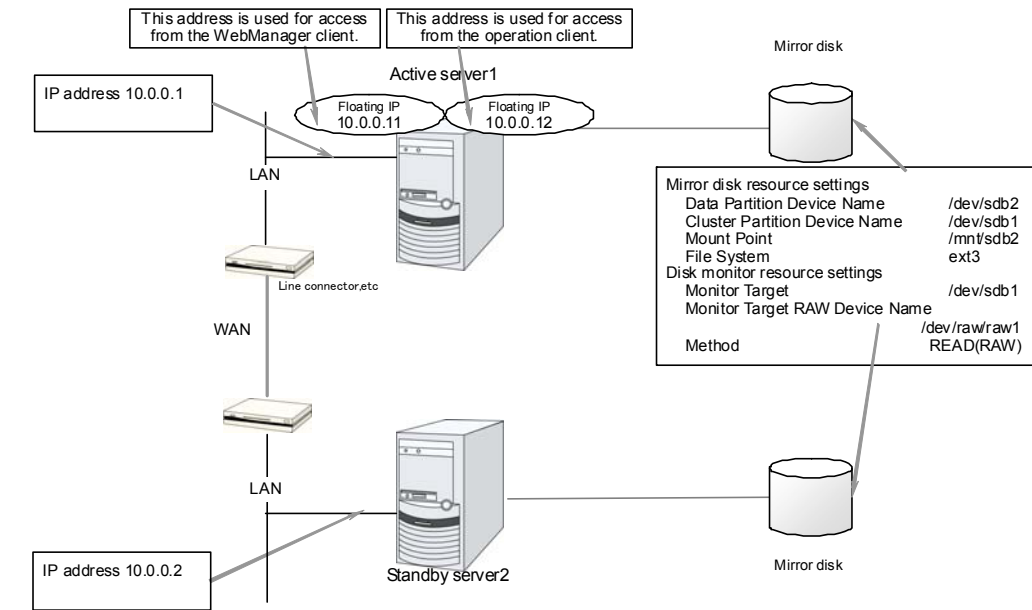 This address is used for access
from the WebManager client.
This address is used for access
from the operation client.
Mirror disk
Active server1
IP address 10.0.0.1
Floating IP
10.0.0.11
Floating IP
10.0.0.12
LAN
Mirror disk resource settings
Data Partition Device Name /dev/sdb2
Cluster Partition Device Name /dev/sdb1
Mount Point /mnt/sdb2
File System ext3
Disk monitor resource settings
Monitor Target /dev/sdb1
Monitor Target RAW Device Name
/dev/raw/raw1
Method READ(RAW)
Line connector,etc
WAN
LAN
IP address 10.0.0.2
Standby server2
Mirror disk